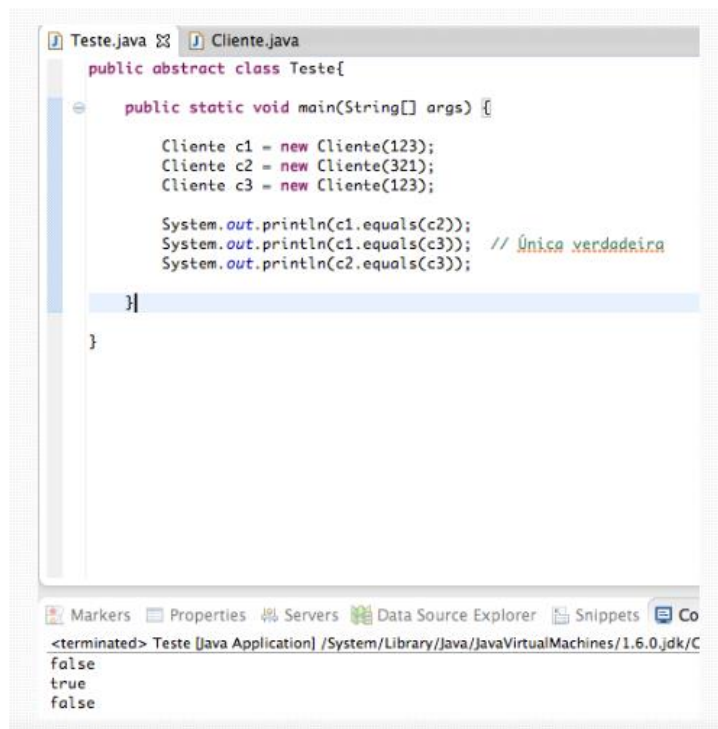 Teste.java Cliente.java
public abstract class Teste{
public static void main(String[] args) {
Cliente c1 = new Cliente(123);
Cliente c2 = new Cliente(321);
Cliente c3 = new Cliente(123);
System.out.println(c1.equals(c2));
System.out.println(c1.equals(c3)); // Única verdadeira
System.out.println(c2.equals(c3));
}
}
Markers Properties Servers Data Source Explorer Snippets Co
<terminated> Teste [Java Application] /System/Library/Java/JavaVirtualMachines/1.6.0.jdk/C
false
true
false